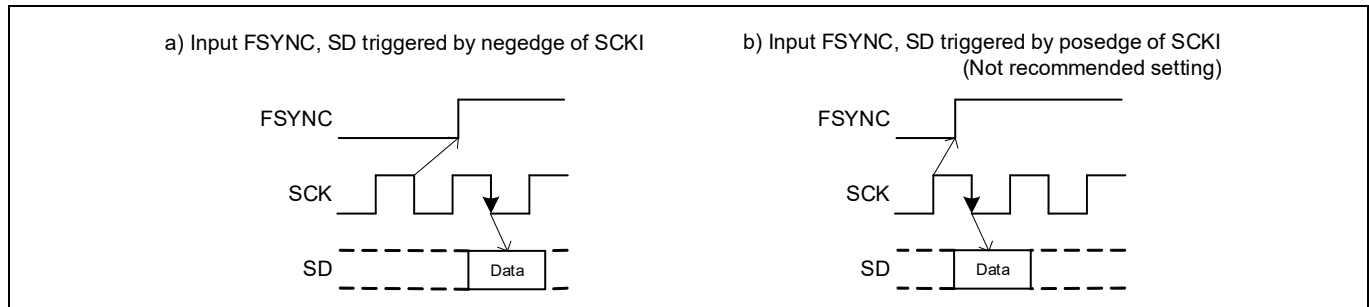 a) Input FSYNC, SD triggered by negedge of SCKI
FSYNC
SCK
SD
Data
b) Input FSYNC, SD triggered by posedge of SCKI
(Not recommended setting)
FSYNC
SCK
SD
Data